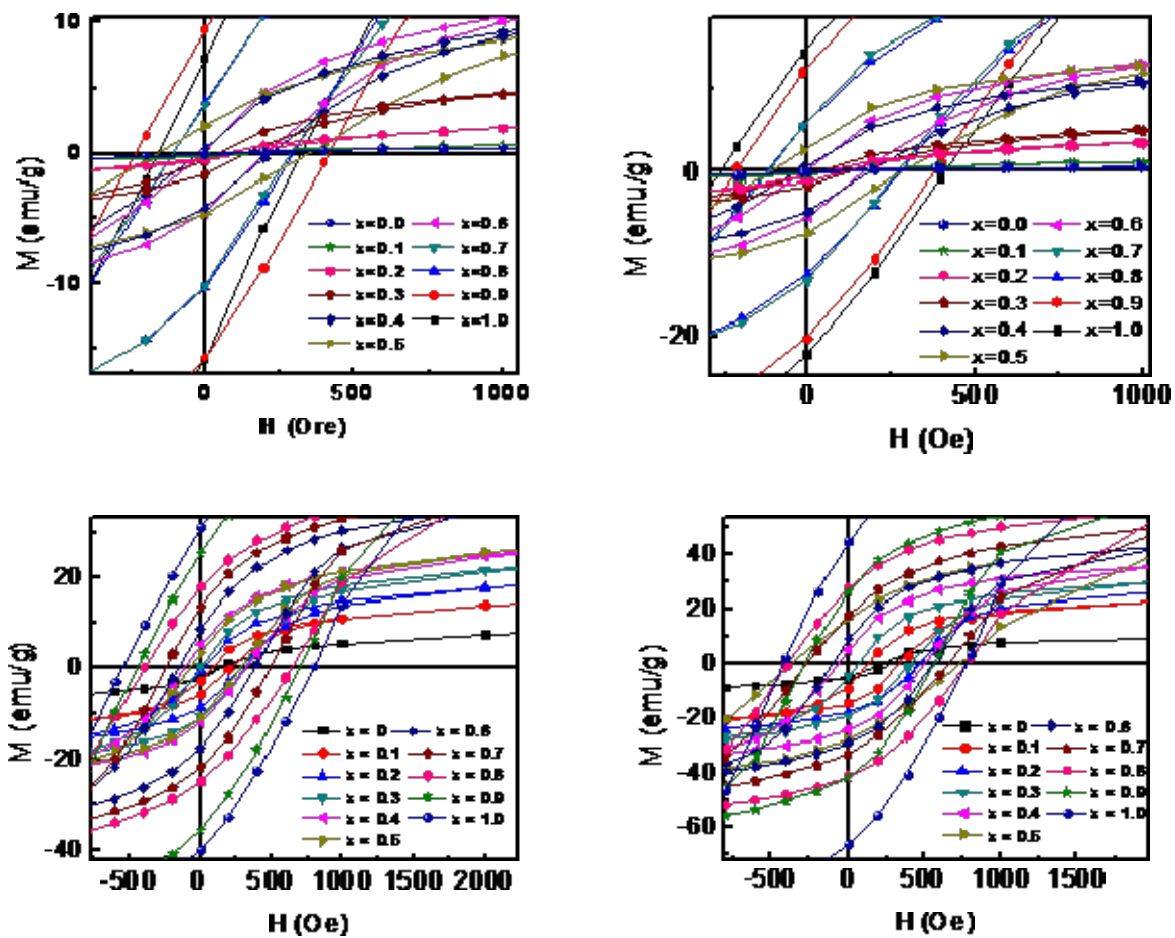 10
0
-10
M (emu/g)
0 500 1000
H (Ore)
x=0.0 x=0.6
x=0.1 x=0.7
x=0.2 x=0.8
x=0.3 x=0.9
x=0.4 x=1.0
x=0.5
0
-20
M (emu/g)
0 500 1000
H (Oe)
x=0.0 x=0.6
x=0.1 x=0.7
x=0.2 x=0.8
x=0.3 x=0.9
x=0.4 x=1.0
x=0.5
20
0
-20
-40
M (emu/g)
-500 0 500 1000 1500 2000
H (Oe)
x = 0 x = 0.6
x = 0.1 x = 0.7
x = 0.2 x = 0.8
x = 0.3 x = 0.9
x = 0.4 x = 1.0
x = 0.5
40
20
0
-20
-40
-60
M (emu/g)
-500 0 500 1000 1500
H (Oe)
x = 0 x = 0.6
x = 0.1 x = 0.7
x = 0.2 x = 0.8
x = 0.3 x = 0.9
x = 0.4 x = 1.0
x = 0.5